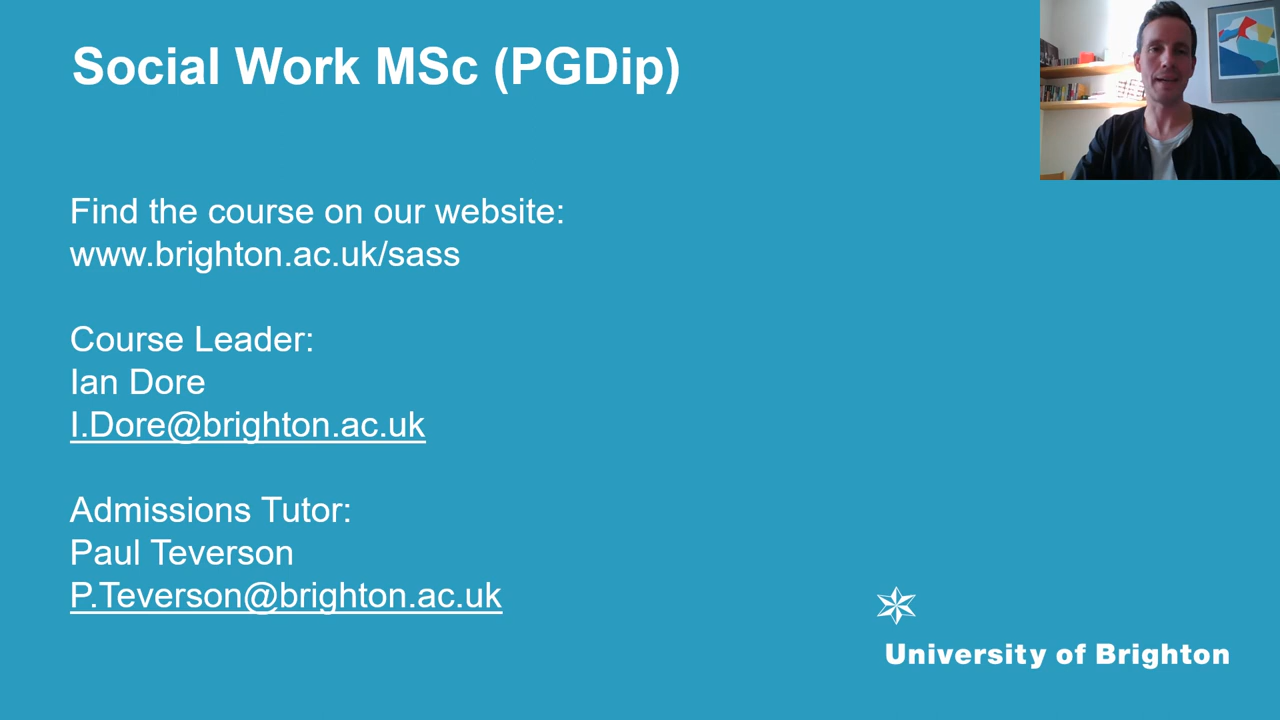 Social Work MSc (PGDip)
Find the course on our website:
www.brighton.ac.uk/sass
Course Leader:
Ian Dore
I.Dore@brighton.ac.uk
Admissions Tutor:
Paul Teverson
P.Teverson@brighton.ac.uk
University of Brighton